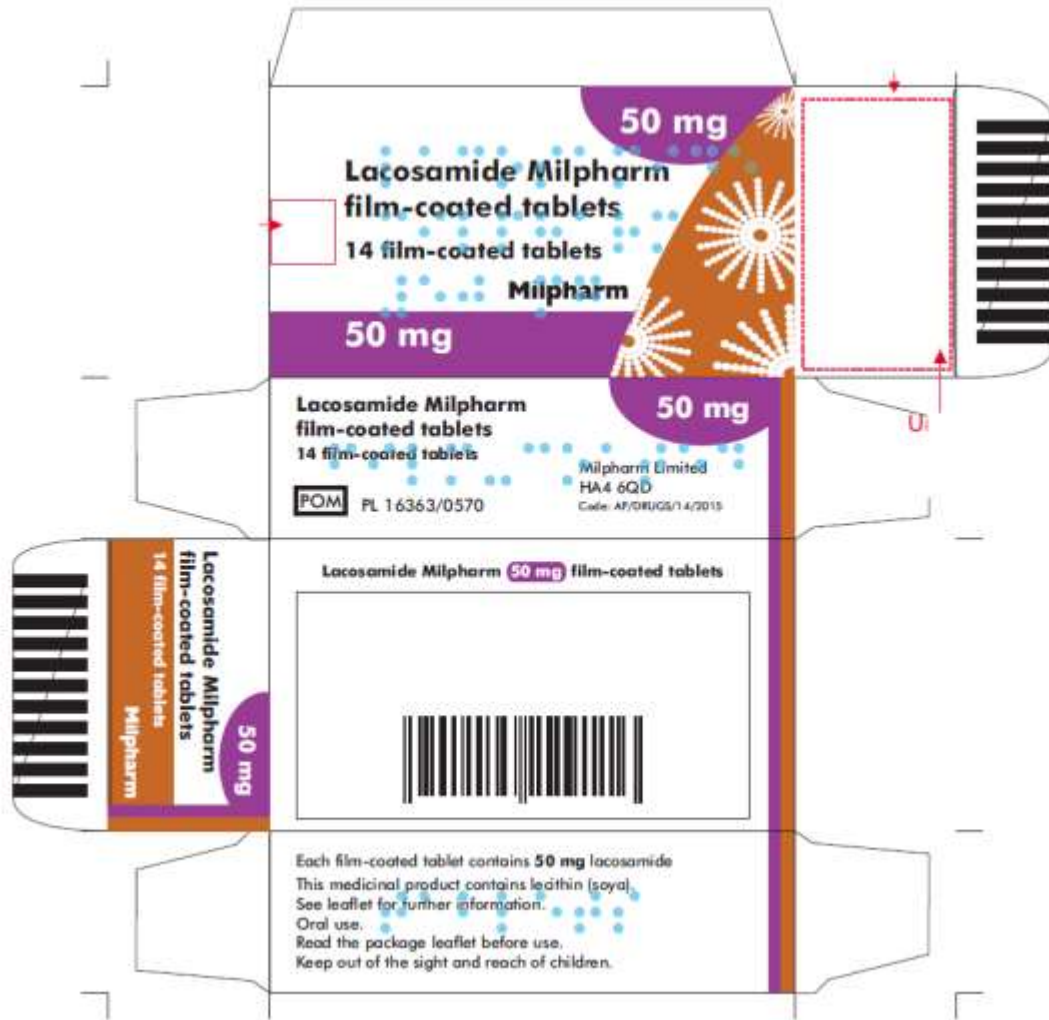 50 mg
Lacosamide Milpharm
film-coated tablets
14 film-coated tablets
Milpharm
50 mg
50 mg
Lacosamide Milpharm
film-coated tablets
14 film-coated tablets
POM PL 16363/0570
Milpharm Limited
HA4 6QD
Code: AP/DRUGS/14/2015
Lacosamide Milpharm 50 mg film-coated tablets
Lacosamide Milpharm
film-coated tablets
14 film-coated tablets
Milpharm
50 mg
Each film-coated tablet contains 50 mg lacosamide
This medicinal product contains lecithin (soya).
See leaflet for further information.
Oral use.
Read the package leaflet before use.
Keep out of the sight and reach of children.